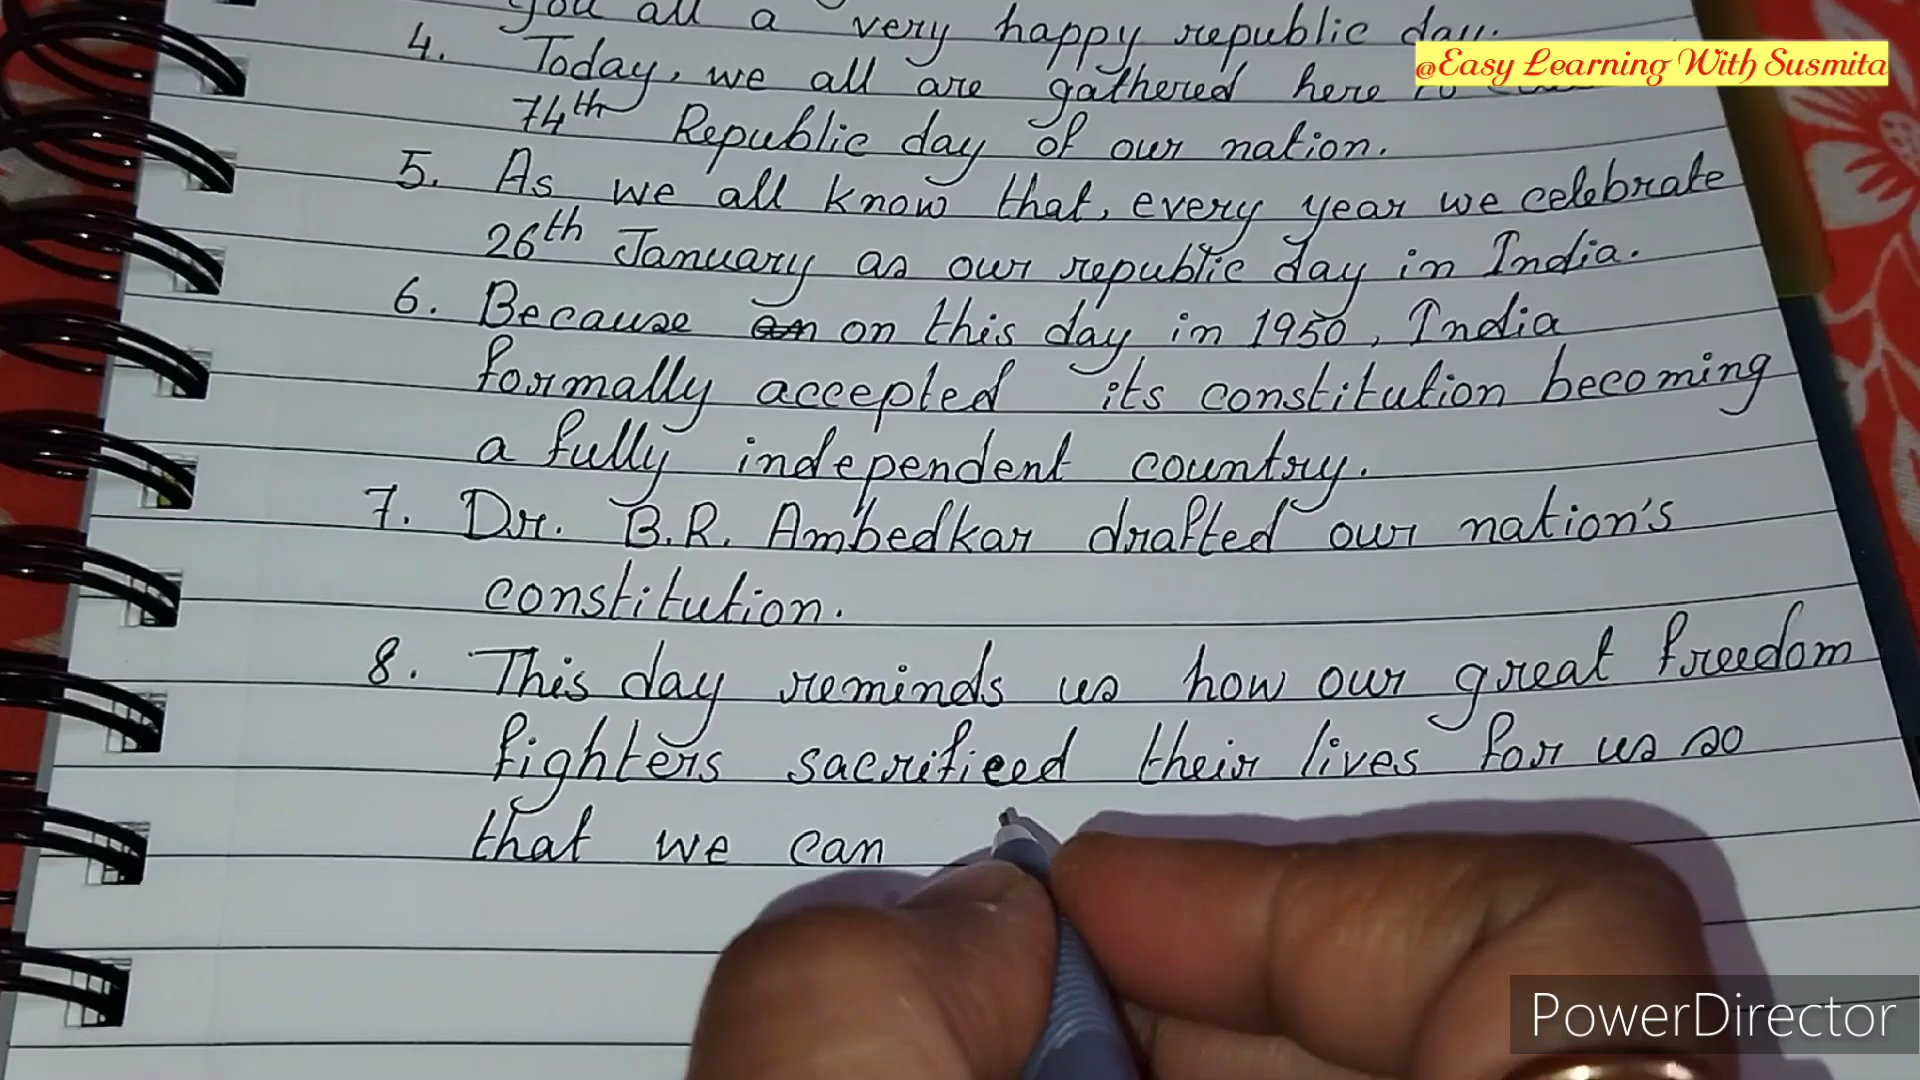 you all a very happy republic day.
4. Today, we all are gathered here to
@Easy Learning With Susmita
74th Republic day of our nation.
5. As we all know that, every year we celebrate
26th January as our republic day in India.
6. Because on on this day in 1950, India
formally accepted its constitution becoming
a fully independent country.
7. Dr. B.R. Ambedkar drafted our nation's
constitution.
8. This day reminds us how our great freedom
fighters sacrificed their lives for us so
that we can
PowerDirector